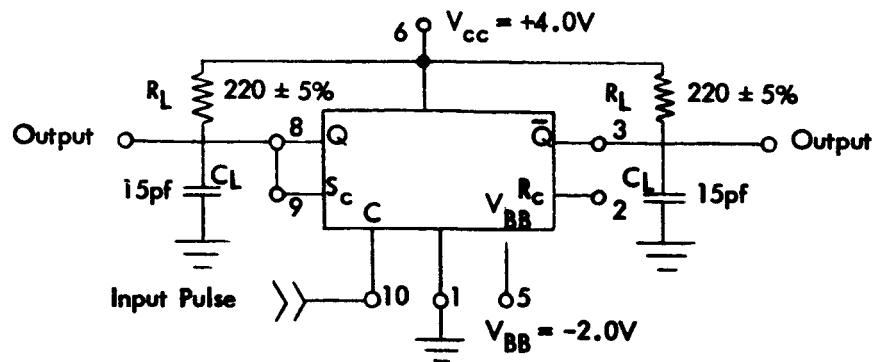 6 V_cc = +4.0V
R_L 220 ± 5%
R_L 220 ± 5%
Output 8 Q Q̄ 3 Output
15pf C_L 9 S_c R_c 2 C_L 15pf
C V_BB
Input Pulse 10 1 5
V_BB = -2.0V